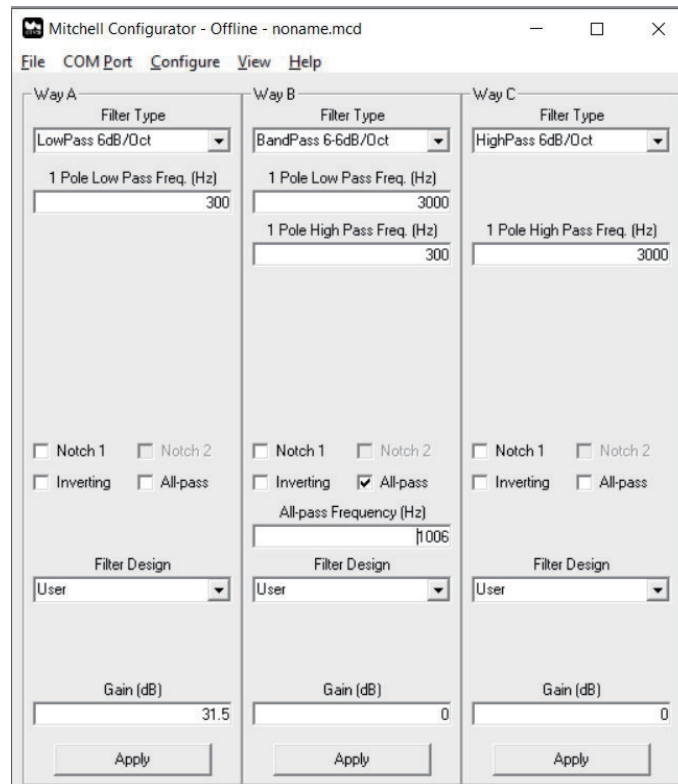 Mitchell Configurator - Offline - noname.mcd
File COM Port Configure View Help
Way A
Filter Type
LowPass 6dB/Oct
1 Pole Low Pass Freq. (Hz)
300
Notch 1 Notch 2
Inverting All-pass
Filter Design
User
Gain (dB)
31.5
Apply
Way B
Filter Type
BandPass 6-6dB/Oct
1 Pole Low Pass Freq. (Hz)
3000
1 Pole High Pass Freq. (Hz)
300
Notch 1 Notch 2
Inverting All-pass
All-pass Frequency (Hz)
1006
Filter Design
User
Gain (dB)
0
Apply
Way C
Filter Type
HighPass 6dB/Oct
1 Pole High Pass Freq. (Hz)
3000
Notch 1 Notch 2
Inverting All-pass
Filter Design
User
Gain (dB)
0
Apply